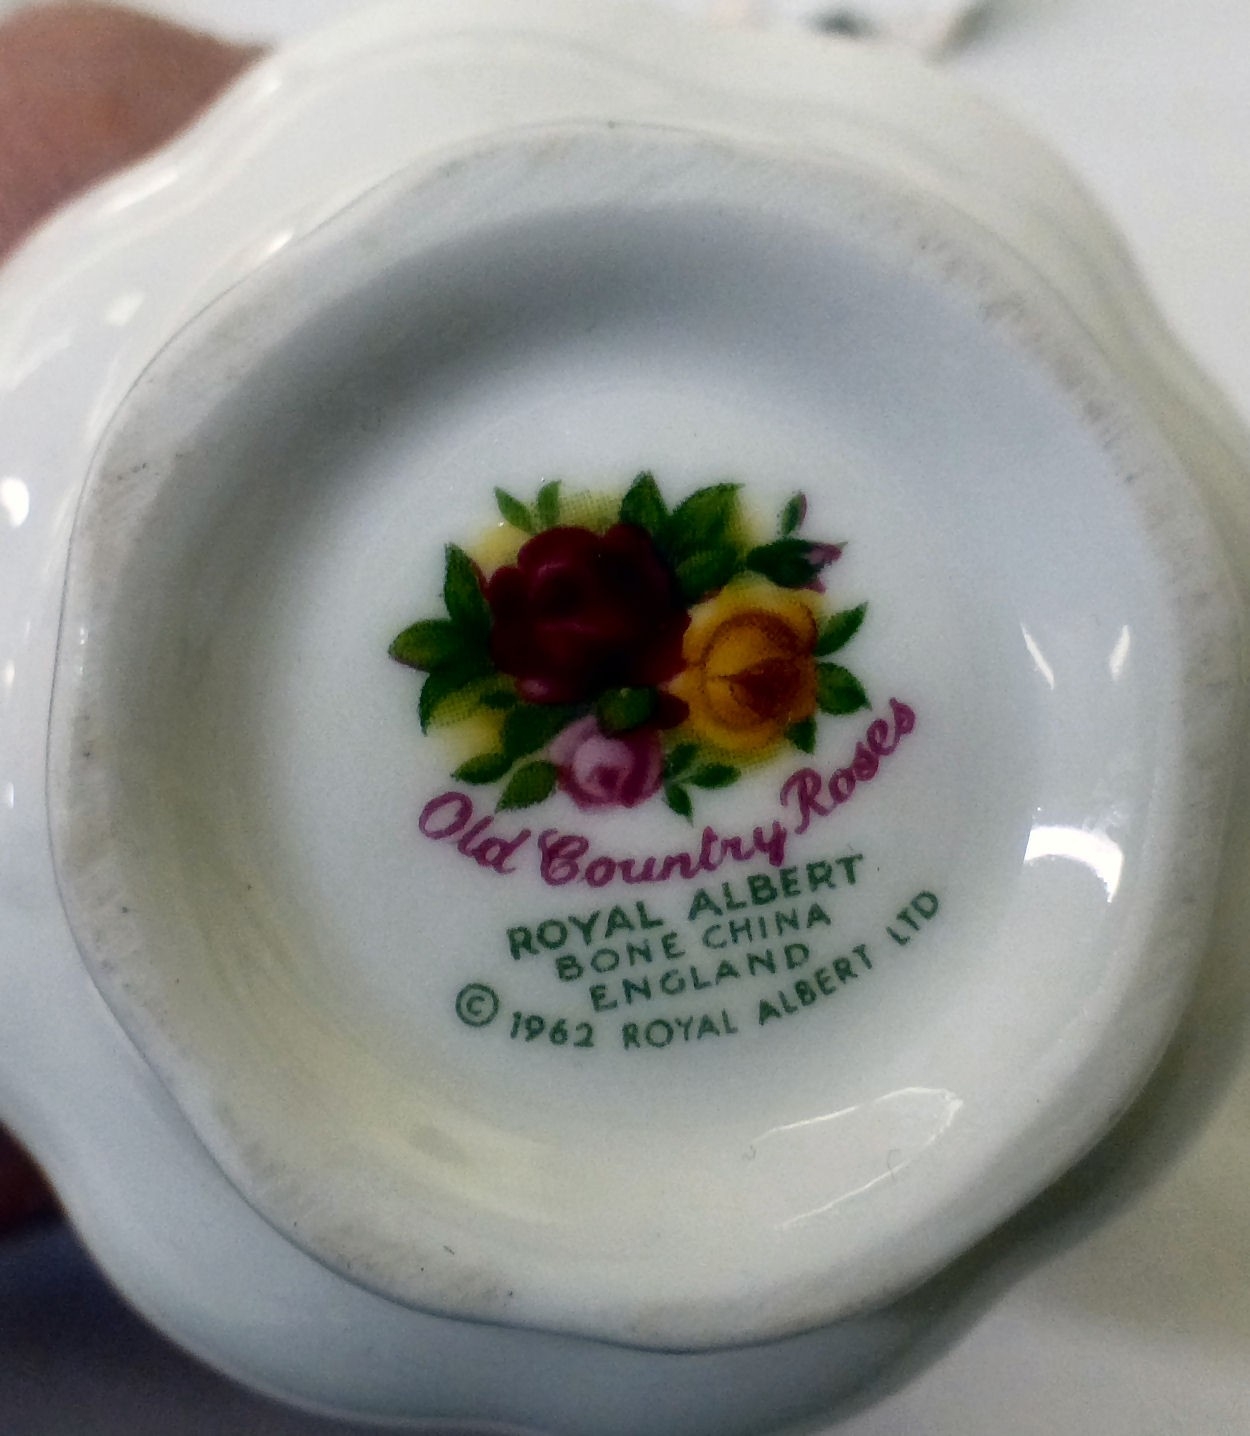 Old Country Roses
ROYAL ALBERT
BONE CHINA
ENGLAND
© 1962 ROYAL ALBERT LTD